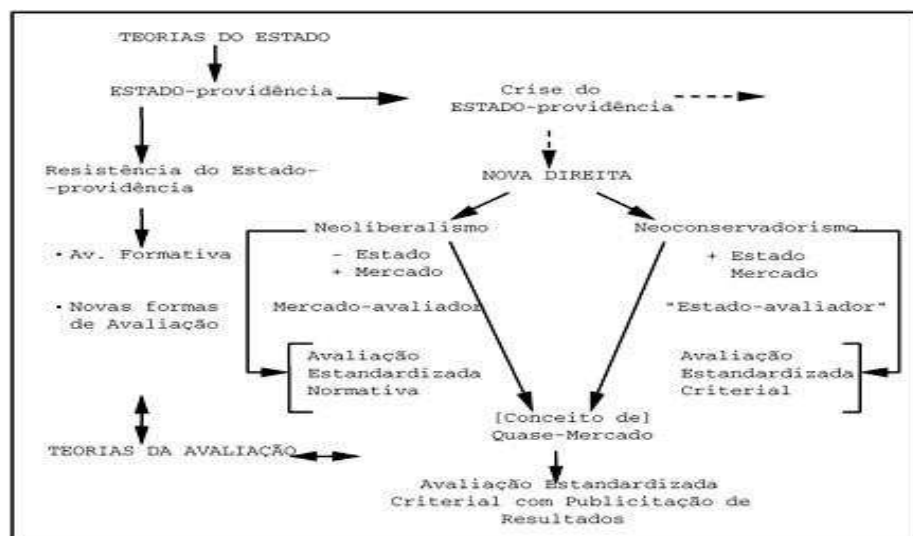 TEORIAS DO ESTADO
ESTADO-providência
Crise do
ESTADO-providência
Resistência do Estado-
-providência
NOVA DIREITA
Neoliberalismo
Neoconservadorismo
• Av. Formativa
- Estado
+ Mercado
+ Estado
Mercado
• Novas formas
de Avaliação
Mercado-avaliador
"Estado-avaliador"
Avaliação
Estandardizada
Normativa
Avaliação
Estandardizada
Criterial
[Conceito de]
Quase-Mercado
TEORIAS DA AVALIAÇÃO
Avaliação Estandardizada
Criterial com Publicitação de
Resultados